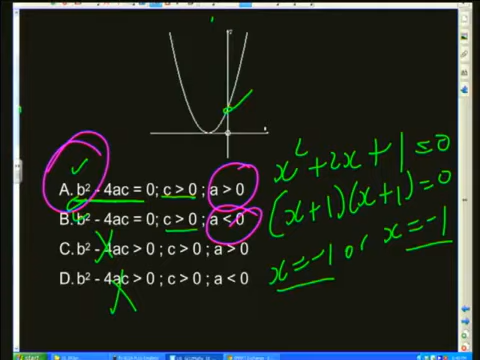 A. b² - 4ac = 0; c > 0 ; a > 0
B. b² - 4ac = 0; c > 0 ; a < 0
C. b² - 4ac > 0 ; c > 0 ; a > 0
D. b² - 4ac > 0 ; c > 0 ; a < 0
x² + 2x + 1 = 0
(x+1)(x+1) = 0
x = -1 or x = -1